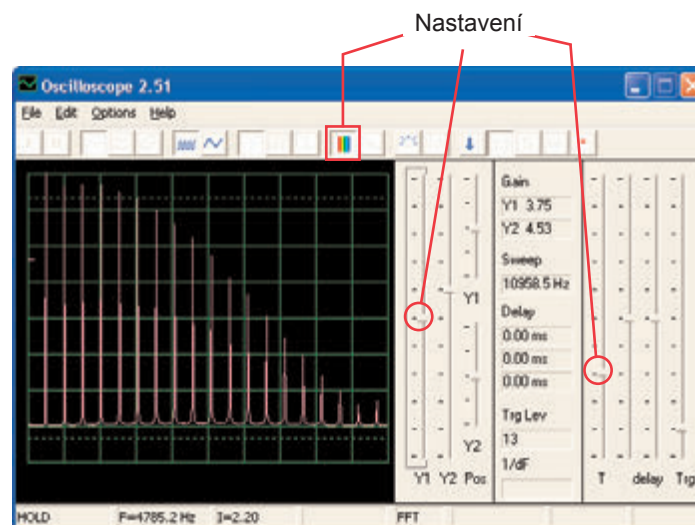 Nastavení
Oscilloscope 2.51
File Edit Options Help
Gain
Y1 3.75
Y2 4.53
Sweep
10958.5 Hz
Delay
0.00 ms
0.00 ms
0.00 ms
Trg Lev
13
1/dF
Y1
Y2
Y1 Y2 Pos
T delay Trg
HOLD F=4785.2 Hz I=2.20 FFT